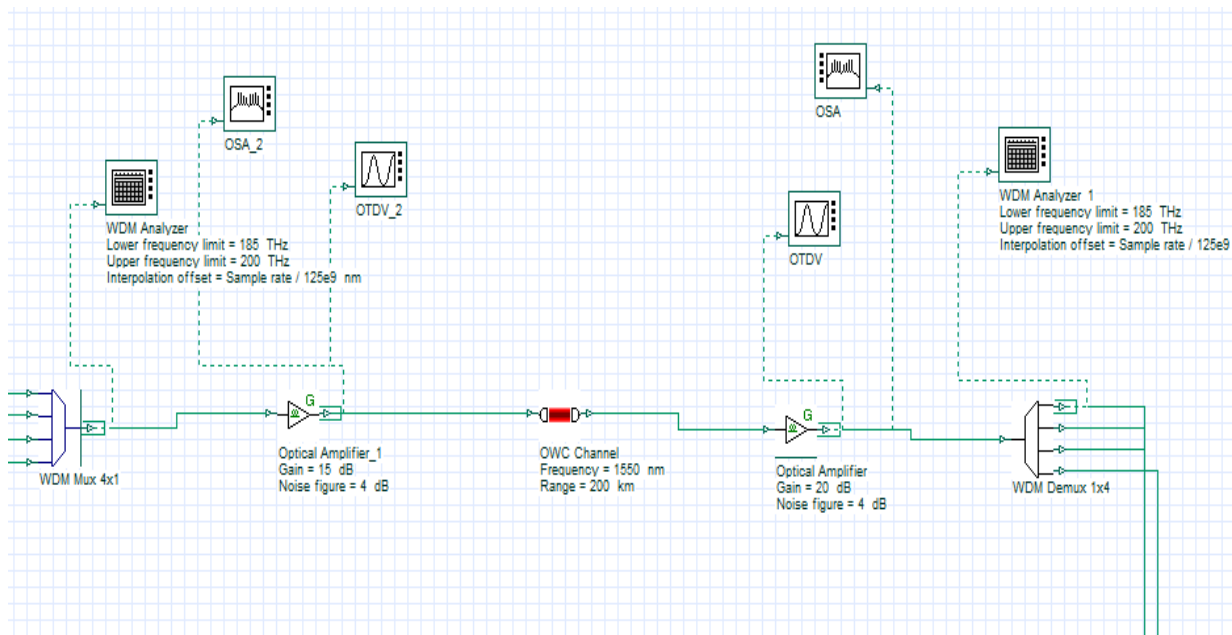 OSA
OSA_2
OTDV_2
WDM Analyzer
Lower frequency limit = 185 THz
Upper frequency limit = 200 THz
Interpolation offset = Sample rate / 125e9 nm
WDM Analyzer 1
Lower frequency limit = 185 THz
Upper frequency limit = 200 THz
Interpolation offset = Sample rate / 125e9
OTDV
WDM Mux 4x1
G
Optical Amplifier_1
Gain = 15 dB
Noise figure = 4 dB
OWC Channel
Frequency = 1550 nm
Range = 200 km
G
Optical Amplifier
Gain = 20 dB
Noise figure = 4 dB
WDM Demux 1x4